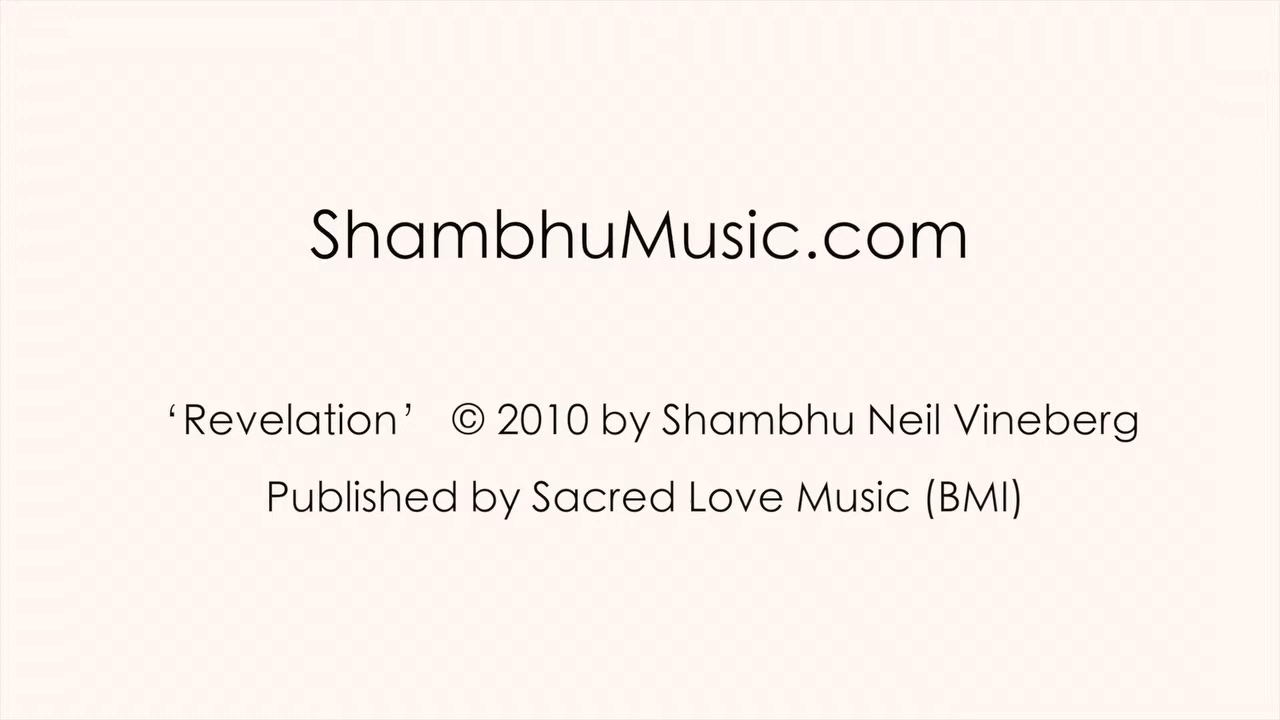 ShambhuMusic.com
‘Revelation’ © 2010 by Shambhu Neil Vineberg
Published by Sacred Love Music (BMI)